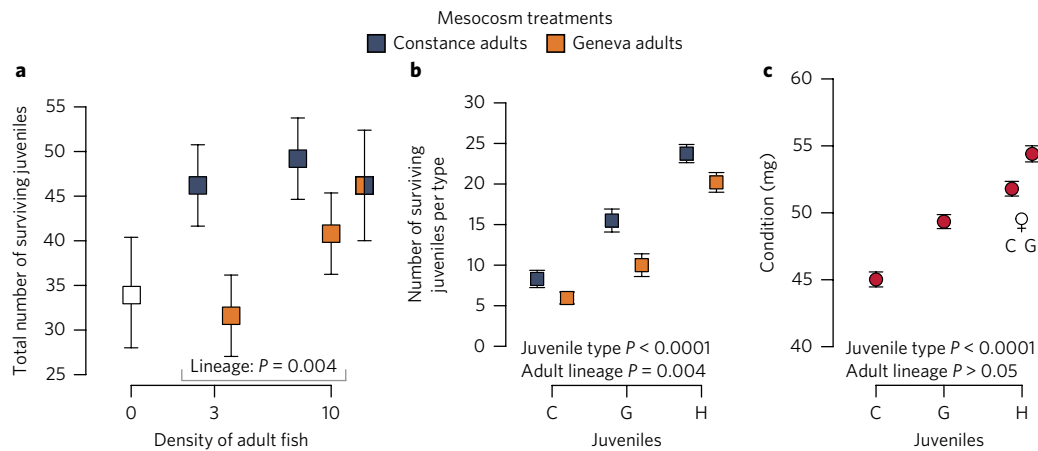 Mesocosm treatments
Constance adults Geneva adults
a
Total number of surviving juveniles
55
50
45
40
35
30
25
Lineage: P = 0.004
0 3 10
Density of adult fish
b
Number of surviving
juveniles per type
30
25
20
15
10
5
0
Juvenile type P < 0.0001
Adult lineage P = 0.004
C G H
Juveniles
c
Condition (mg)
60
55
50
45
40
♀
C G
Juvenile type P < 0.0001
Adult lineage P > 0.05
C G H
Juveniles